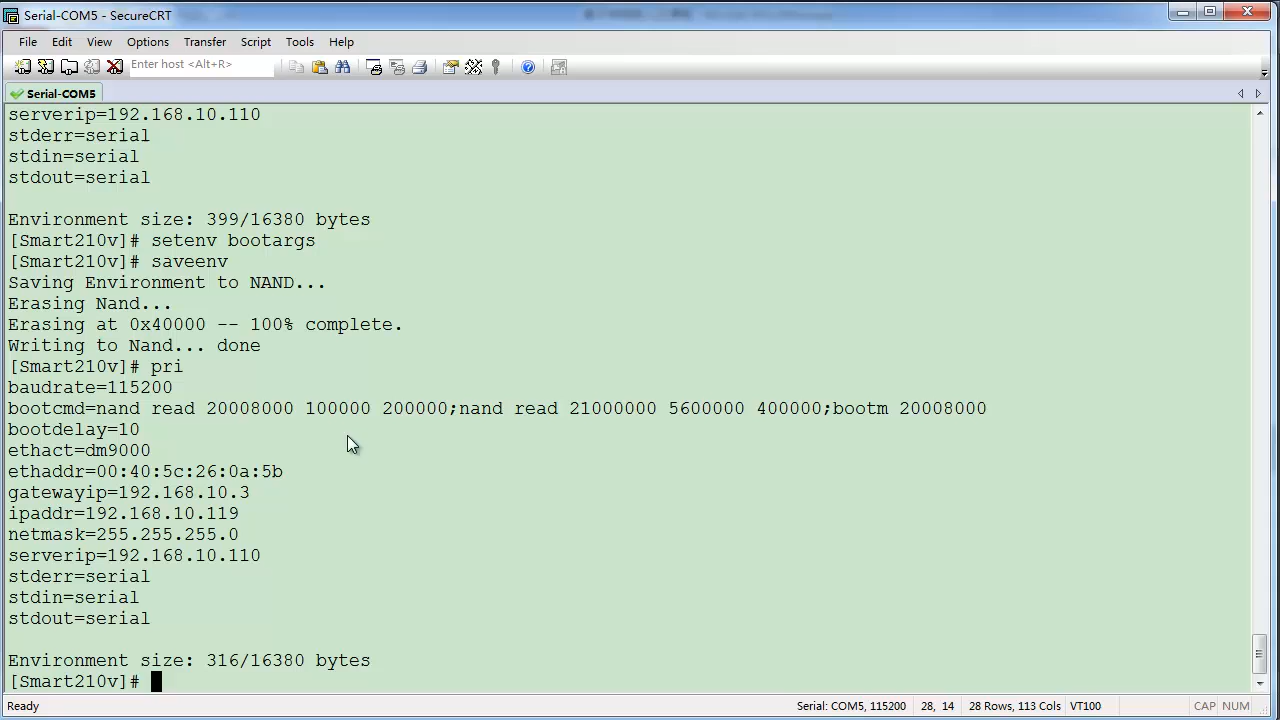 Serial-COM5 - SecureCRT
File Edit View Options Transfer Script Tools Help
Enter host <Alt+R>
Serial-COM5
serverip=192.168.10.110
stderr=serial
stdin=serial
stdout=serial
Environment size: 399/16380 bytes
[Smart210v]# setenv bootargs
[Smart210v]# saveenv
Saving Environment to NAND...
Erasing Nand...
Erasing at 0x40000 -- 100% complete.
Writing to Nand... done
[Smart210v]# pri
baudrate=115200
bootcmd=nand read 20008000 100000 200000;nand read 21000000 5600000 400000;bootm 20008000
bootdelay=10
ethact=dm9000
ethaddr=00:40:5c:26:0a:5b
gatewayip=192.168.10.3
ipaddr=192.168.10.119
netmask=255.255.255.0
serverip=192.168.10.110
stderr=serial
stdin=serial
stdout=serial
Environment size: 316/16380 bytes
[Smart210v]#
Ready Serial: COM5, 115200 28, 14 28 Rows, 113 Cols VT100 CAP NUM